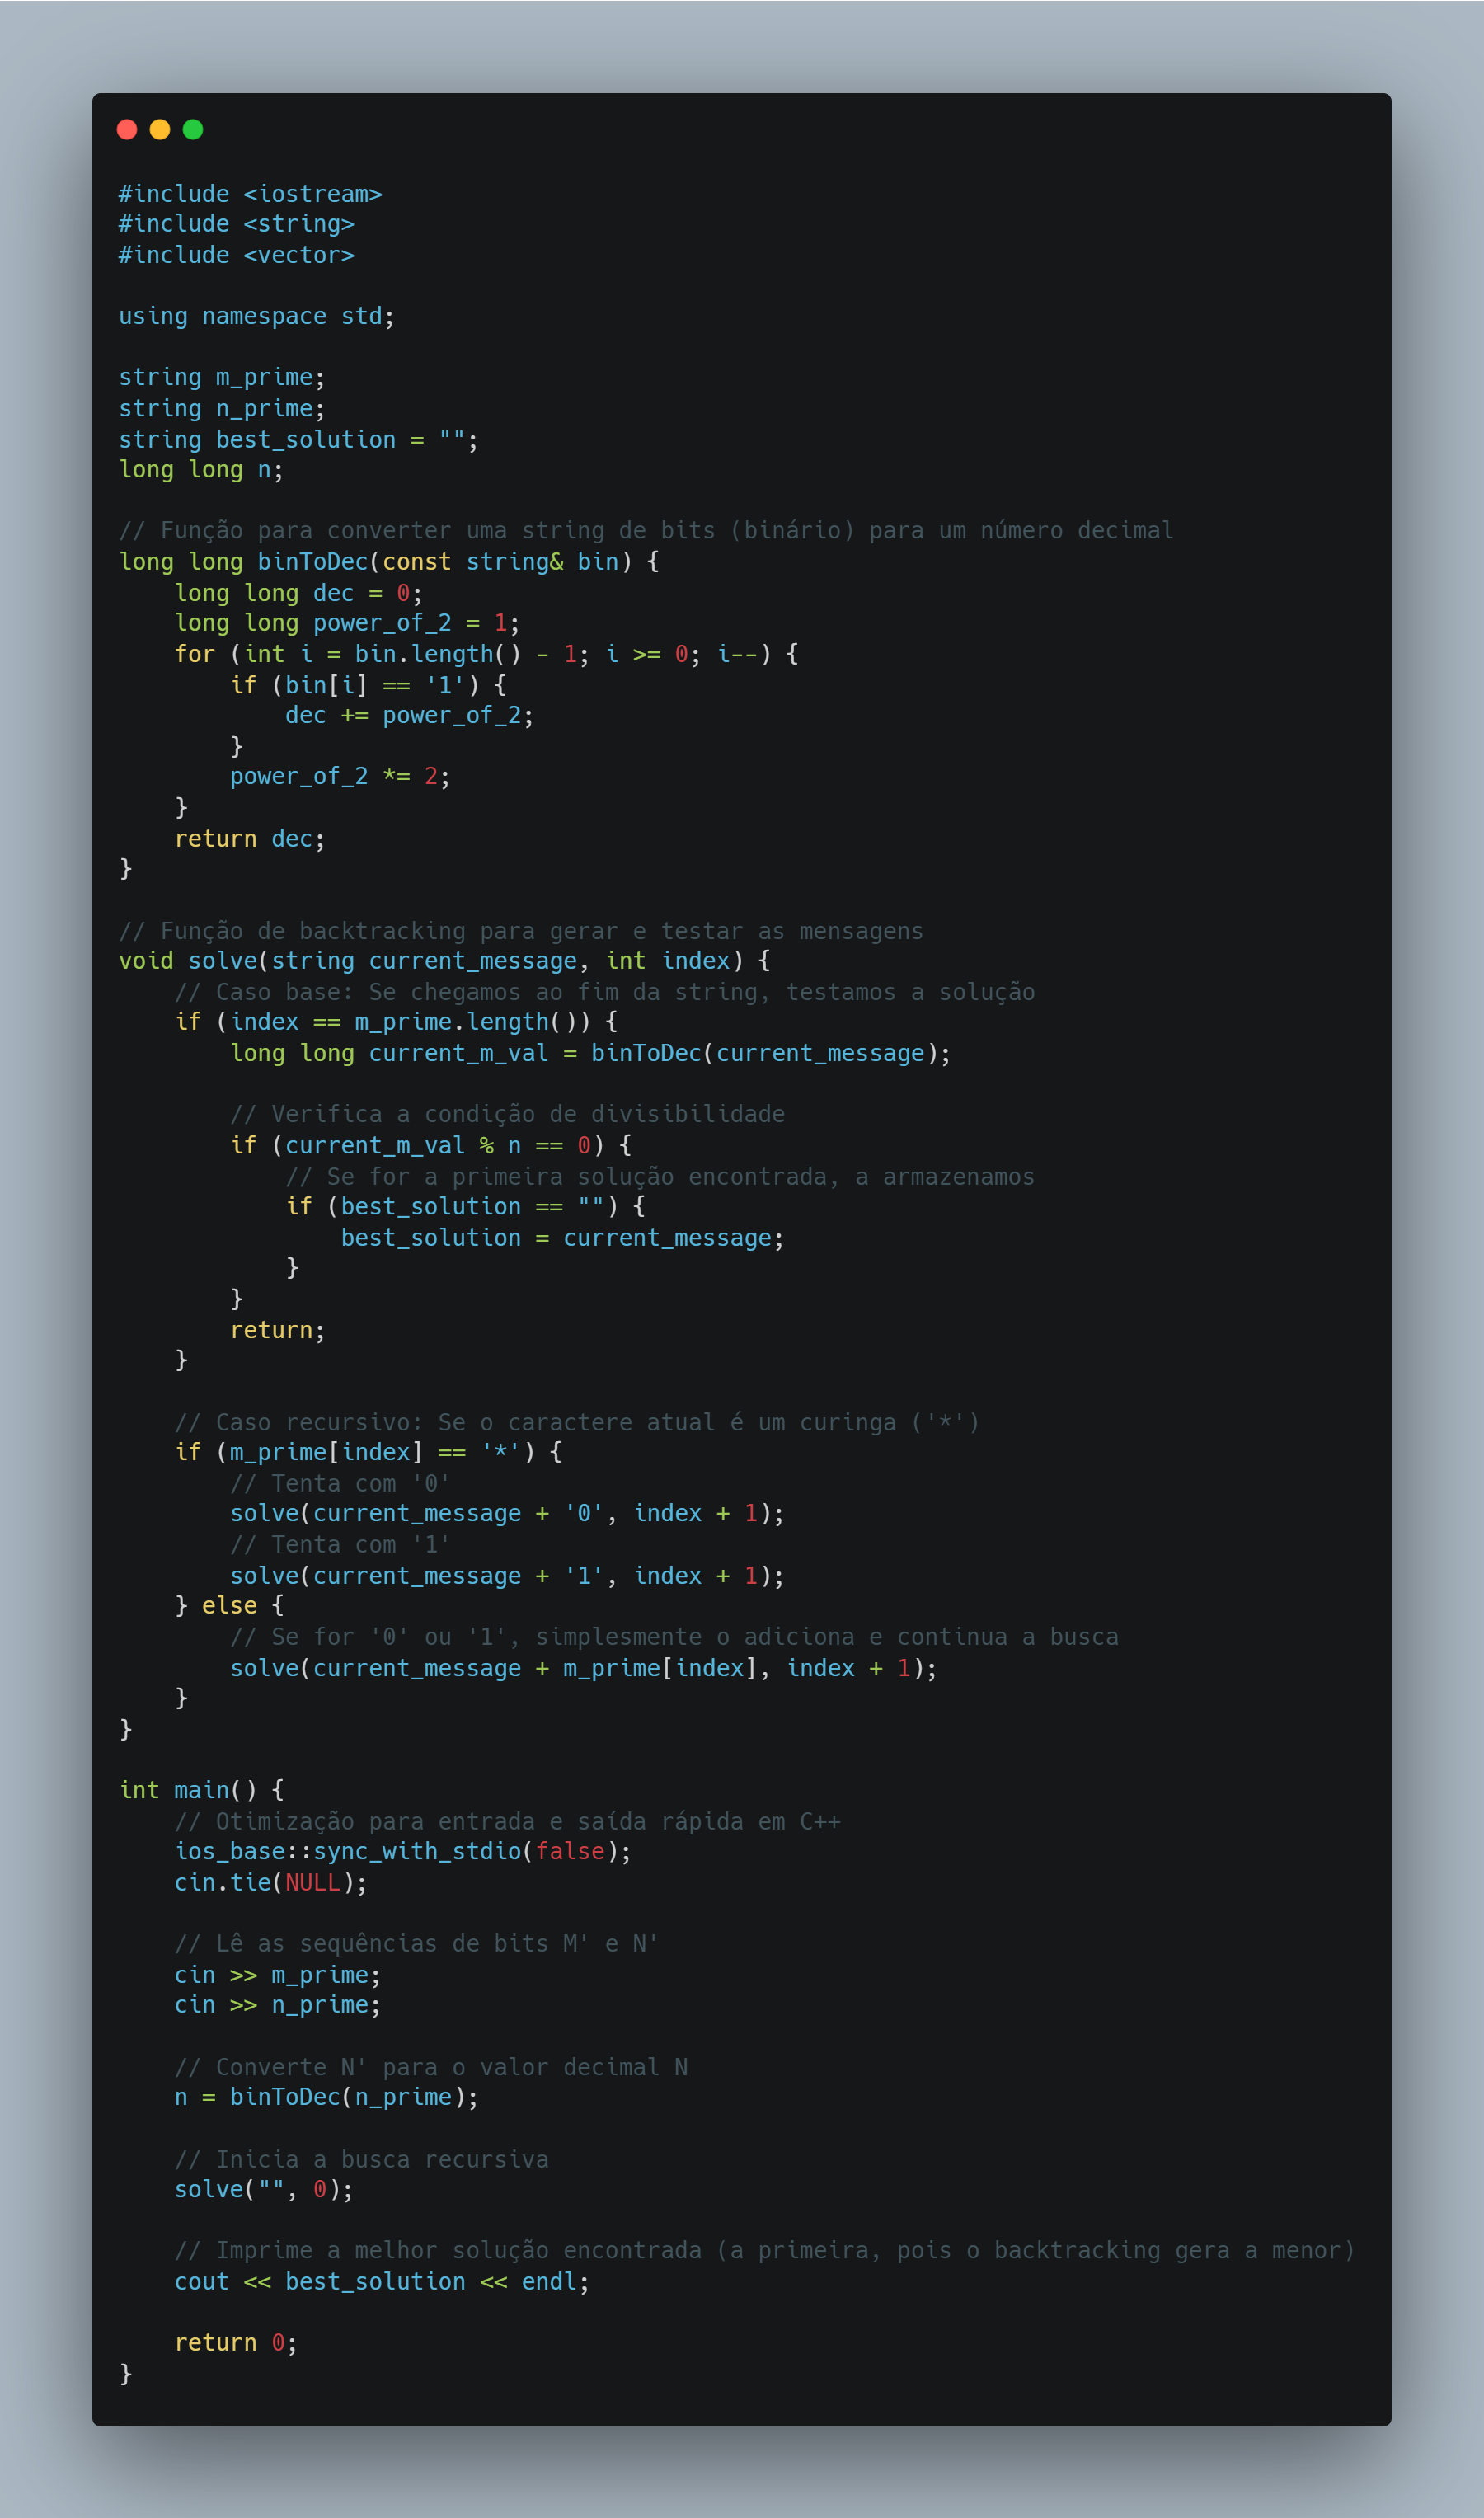 #include <iostream>
#include <string>
#include <vector>

using namespace std;

string m_prime;
string n_prime;
string best_solution = "";
long long n;

// Função para converter uma string de bits (binário) para um número decimal
long long binToDec(const string& bin) {
    long long dec = 0;
    long long power_of_2 = 1;
    for (int i = bin.length() - 1; i >= 0; i--) {
        if (bin[i] == '1') {
            dec += power_of_2;
        }
        power_of_2 *= 2;
    }
    return dec;
}

// Função de backtracking para gerar e testar as mensagens
void solve(string current_message, int index) {
    // Caso base: Se chegamos ao fim da string, testamos a solução
    if (index == m_prime.length()) {
        long long current_m_val = binToDec(current_message);

        // Verifica a condição de divisibilidade
        if (current_m_val % n == 0) {
            // Se for a primeira solução encontrada, a armazenamos
            if (best_solution == "") {
                best_solution = current_message;
            }
        }
        return;
    }

    // Caso recursivo: Se o caractere atual é um curinga ('*')
    if (m_prime[index] == '*') {
        // Tenta com '0'
        solve(current_message + '0', index + 1);
        // Tenta com '1'
        solve(current_message + '1', index + 1);
    } else {
        // Se for '0' ou '1', simplesmente o adiciona e continua a busca
        solve(current_message + m_prime[index], index + 1);
    }
}

int main() {
    // Otimização para entrada e saída rápida em C++
    ios_base::sync_with_stdio(false);
    cin.tie(NULL);

    // Lê as sequências de bits M' e N'
    cin >> m_prime;
    cin >> n_prime;

    // Converte N' para o valor decimal N
    n = binToDec(n_prime);

    // Inicia a busca recursiva
    solve("", 0);

    // Imprime a melhor solução encontrada (a primeira, pois o backtracking gera a menor)
    cout << best_solution << endl;

    return 0;
}